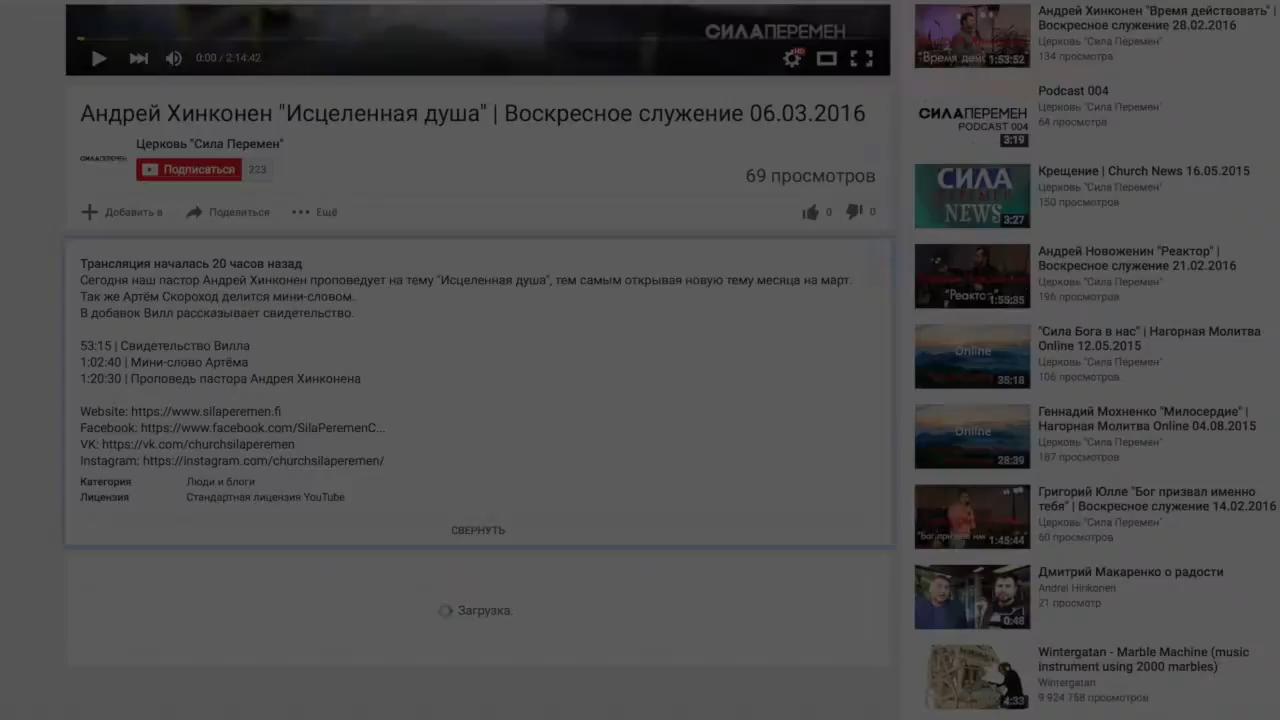 СИЛАПЕРЕМЕН
0:00 / 2:14:42
HD
Андрей Хинконен "Исцеленная душа" | Воскресное служение 06.03.2016
Церковь "Сила Перемен"
СИЛАПЕРЕМЕН
Подписаться 223
69 просмотров
Добавить в Поделиться Ещё
0 0
Трансляция началась 20 часов назад
Сегодня наш пастор Андрей Хинконен проповедует на тему "Исцеленная душа", тем самым открывая новую тему месяца на март.
Так же Артём Скороход делится мини-словом.
В добавок Вилл рассказывает свидетельство.
53:15 | Свидетельство Вилла
1:02:40 | Мини-слово Артёма
1:20:30 | Проповедь пастора Андрея Хинконена
Website: https://www.silaperemen.fi
Facebook: https://www.facebook.com/SilaPeremenC...
VK: https://vk.com/churchsilaperemen
Instagram: https://instagram.com/churchsilaperemen/
Категория Люди и блоги
Лицензия Стандартная лицензия YouTube
СВЕРНУТЬ
Загрузка.
"Время дейс
1:53:52
Андрей Хинконен "Время действовать" |
Воскресное служение 28.02.2016
Церковь "Сила Перемен"
134 просмотра
СИЛАПЕРЕМЕН
PODCAST 004
3:19
Podcast 004
Церковь "Сила Перемен"
64 просмотра
СИЛА
ПЕРЕМЕН
NEWS
3:27
Крещение | Church News 16.05.2015
Церковь "Сила Перемен"
150 просмотров
"Реакто
1:55:35
Андрей Новоженин "Реактор" |
Воскресное служение 21.02.2016
Церковь "Сила Перемен"
196 просмотров
Online
35:18
"Сила Бога в нас" | Нагорная Молитва
Online 12.05.2015
Церковь "Сила Перемен"
106 просмотров
Online
28:39
Геннадий Мохненко "Милосердие" |
Нагорная Молитва Online 04.08.2015
Церковь "Сила Перемен"
187 просмотров
1:45:44
Григорий Юлле "Бог призвал именно
тебя" | Воскресное служение 14.02.2016
Церковь "Сила Перемен"
60 просмотров
0:48
Дмитрий Макаренко о радости
Andrei Hinkonen
21 просмотр
4:33
Wintergatan - Marble Machine (music
instrument using 2000 marbles)
Wintergatan
9 924 758 просмотров